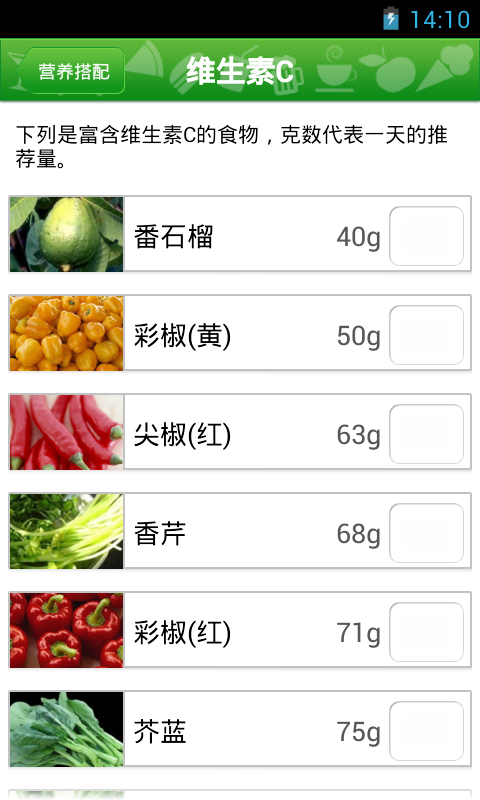 14:10
营养搭配
维生素C
下列是富含维生素C的食物，克数代表一天的推
荐量。
番石榴 40g
彩椒(黄) 50g
尖椒(红) 63g
香芹 68g
彩椒(红) 71g
芥蓝 75g